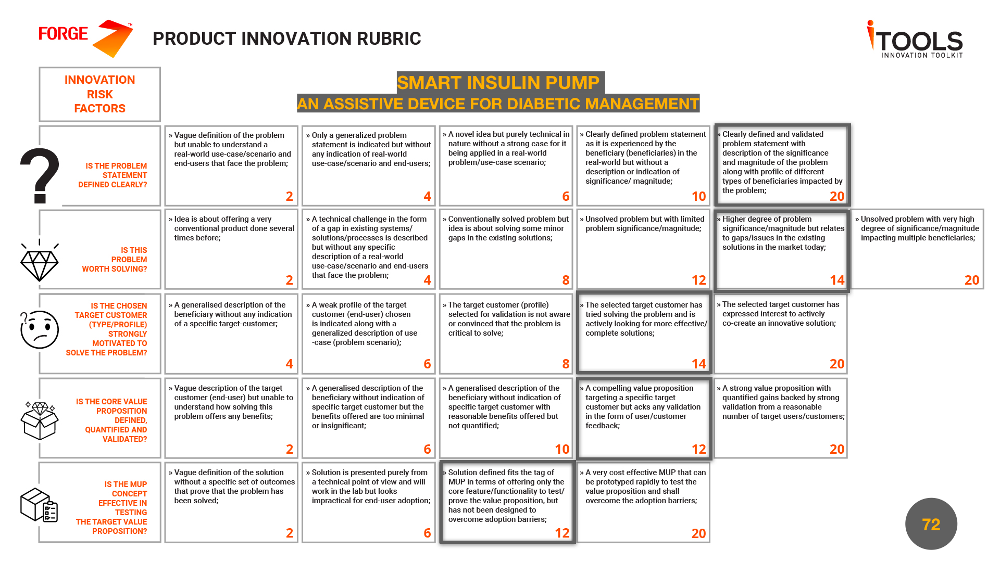 FORGE
™
PRODUCT INNOVATION RUBRIC
iTOOLS
INNOVATION TOOLKIT
INNOVATION
RISK
FACTORS
SMART INSULIN PUMP
AN ASSISTIVE DEVICE FOR DIABETIC MANAGEMENT
?
IS THE PROBLEM
STATEMENT
DEFINED CLEARLY?
» Vague definition of the problem
but unable to understand a
real-world use-case/scenario and
end-users that face the problem;
2
» Only a generalized problem
statement is indicated but without
any indication of real-world
use-case/scenario and end-users;
4
» A novel idea but purely technical in
nature without a strong case for it
being applied in a real-world
problem/use-case scenario;
6
» Clearly defined problem statement
as it is experienced by the
beneficiary (beneficiaries) in the
real-world but without a
description or indication of
significance/ magnitude;
10
» Clearly defined and validated
problem statement with
description of the significance
and magnitude of the problem
along with profile of different
types of beneficiaries impacted by
the problem;
20
IS THIS
PROBLEM
WORTH SOLVING?
» Idea is about offering a very
conventional product done several
times before;
2
» A technical challenge in the form
of a gap in existing systems/
solutions/processes is described
but without any specific
description of a real-world
use-case/scenario and end-users
that face the problem;
4
» Conventionally solved problem but
idea is about solving some minor
gaps in the existing solutions;
8
» Unsolved problem but with limited
problem significance/magnitude;
12
» Higher degree of problem
significance/magnitude but relates
to gaps/issues in the existing
solutions in the market today;
14
» Unsolved problem with very high
degree of significance/magnitude
impacting multiple beneficiaries;
20
?
IS THE CHOSEN
TARGET CUSTOMER
(TYPE/PROFILE)
STRONGLY
MOTIVATED TO
SOLVE THE PROBLEM?
» A generalised description of the
beneficiary without any indication
of a specific target-customer;
4
» A weak profile of the target
customer (end-user) chosen
is indicated along with a
generalized description of use
-case (problem scenario);
6
» The target customer (profile)
selected for validation is not aware
or convinced that the problem is
critical to solve;
8
» The selected target customer has
tried solving the problem and is
actively looking for more effective/
complete solutions;
14
» The selected target customer has
expressed interest to actively
co-create an innovative solution;
20
IS THE CORE VALUE
PROPOSITION
DEFINED,
QUANTIFIED AND
VALIDATED?
» Vague description of the target
customer (end-user) but unable to
understand how solving this
problem offers any benefits;
2
» A generalised description of the
beneficiary without indication of
specific target customer but the
benefits offered are too minimal
or insignificant;
6
» A generalised description of the
beneficiary without indication of
specific target customer with
reasonable benefits offered but
not quantified;
10
» A compelling value proposition
targeting a specific target
customer but acks any validation
in the form of user/customer
feedback;
12
» A strong value proposition with
quantified gains backed by strong
validation from a reasonable
number of target users/customers;
20
IS THE MUP
CONCEPT
EFFECTIVE IN
TESTING
THE TARGET VALUE
PROPOSITION?
» Vague definition of the solution
without a specific set of outcomes
that prove that the problem has
been solved;
2
» Solution is presented purely from
a technical point of view and will
work in the lab but looks
impractical for end-user adoption;
6
» Solution defined fits the tag of
MUP in terms of offering only the
core feature/functionality to test/
prove the value proposition, but
has not been designed to
overcome adoption barriers;
12
» A very cost effective MUP that can
be prototyped rapidly to test the
value proposition and shall
overcome the adoption barriers;
20
72